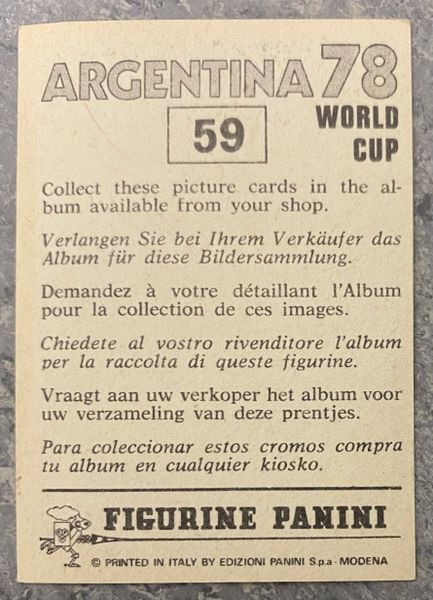 ARGENTINA 78
59
WORLD
CUP
Collect these picture cards in the al-
bum available from your shop.
Verlangen Sie bei Ihrem Verkäufer das
Album für diese Bildersammlung.
Demandez à votre détaillant l'Album
pour la collection de ces images.
Chiedete al vostro rivenditore l'album
per la raccolta di queste figurine.
Vraagt aan uw verkoper het album voor
uw verzameling van deze prentjes.
Para coleccionar estos cromos compra
tu album en cualquier kiosko.
FIGURINE PANINI
© PRINTED IN ITALY BY EDIZIONI PANINI S.p.a - MODENA